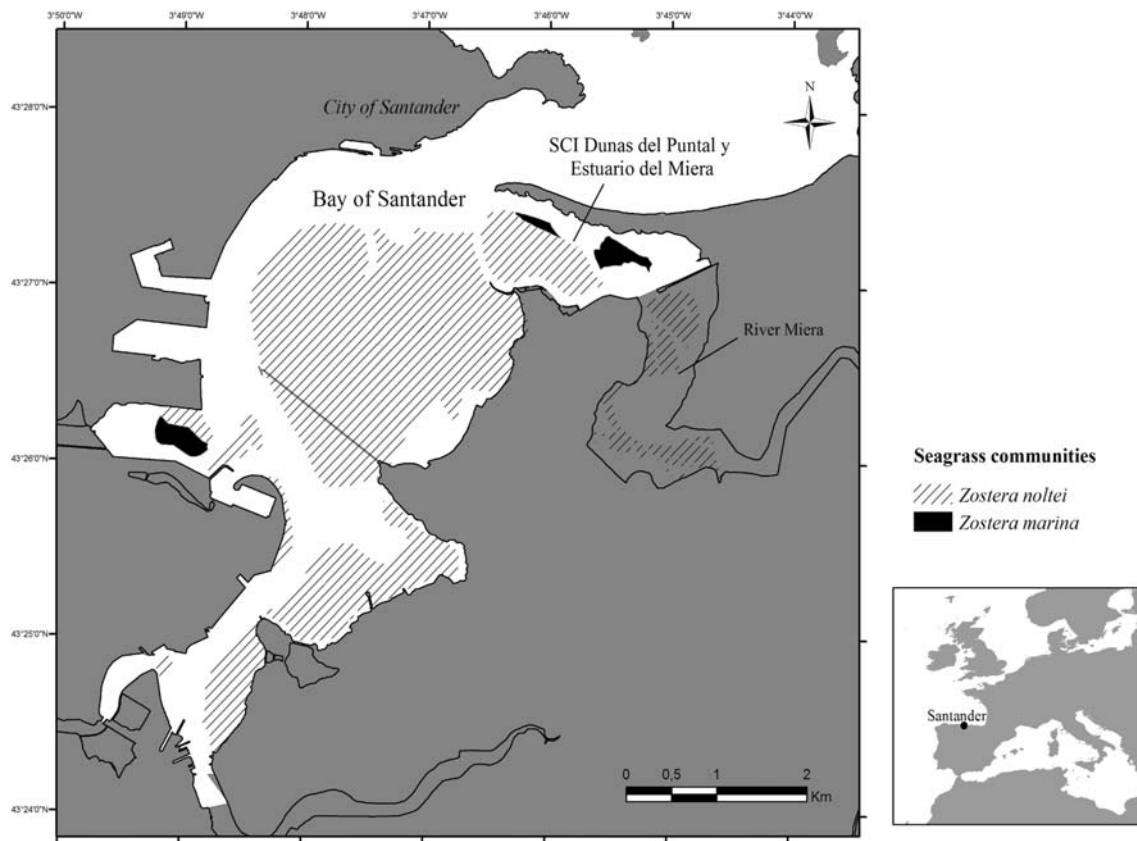 3°50'0"W
3°49'0"W
3°48'0"W
3°47'0"W
3°46'0"W
3°45'0"W
3°44'0"W
43°28'0"N
43°27'0"N
43°26'0"N
43°25'0"N
43°24'0"N
City of Santander
N
SCI Dunas del Puntal y
Estuario del Miera
Bay of Santander
River Miera
Seagrass communities
Zostera noltei
Zostera marina
Santander
0 0,5 1 2
Km